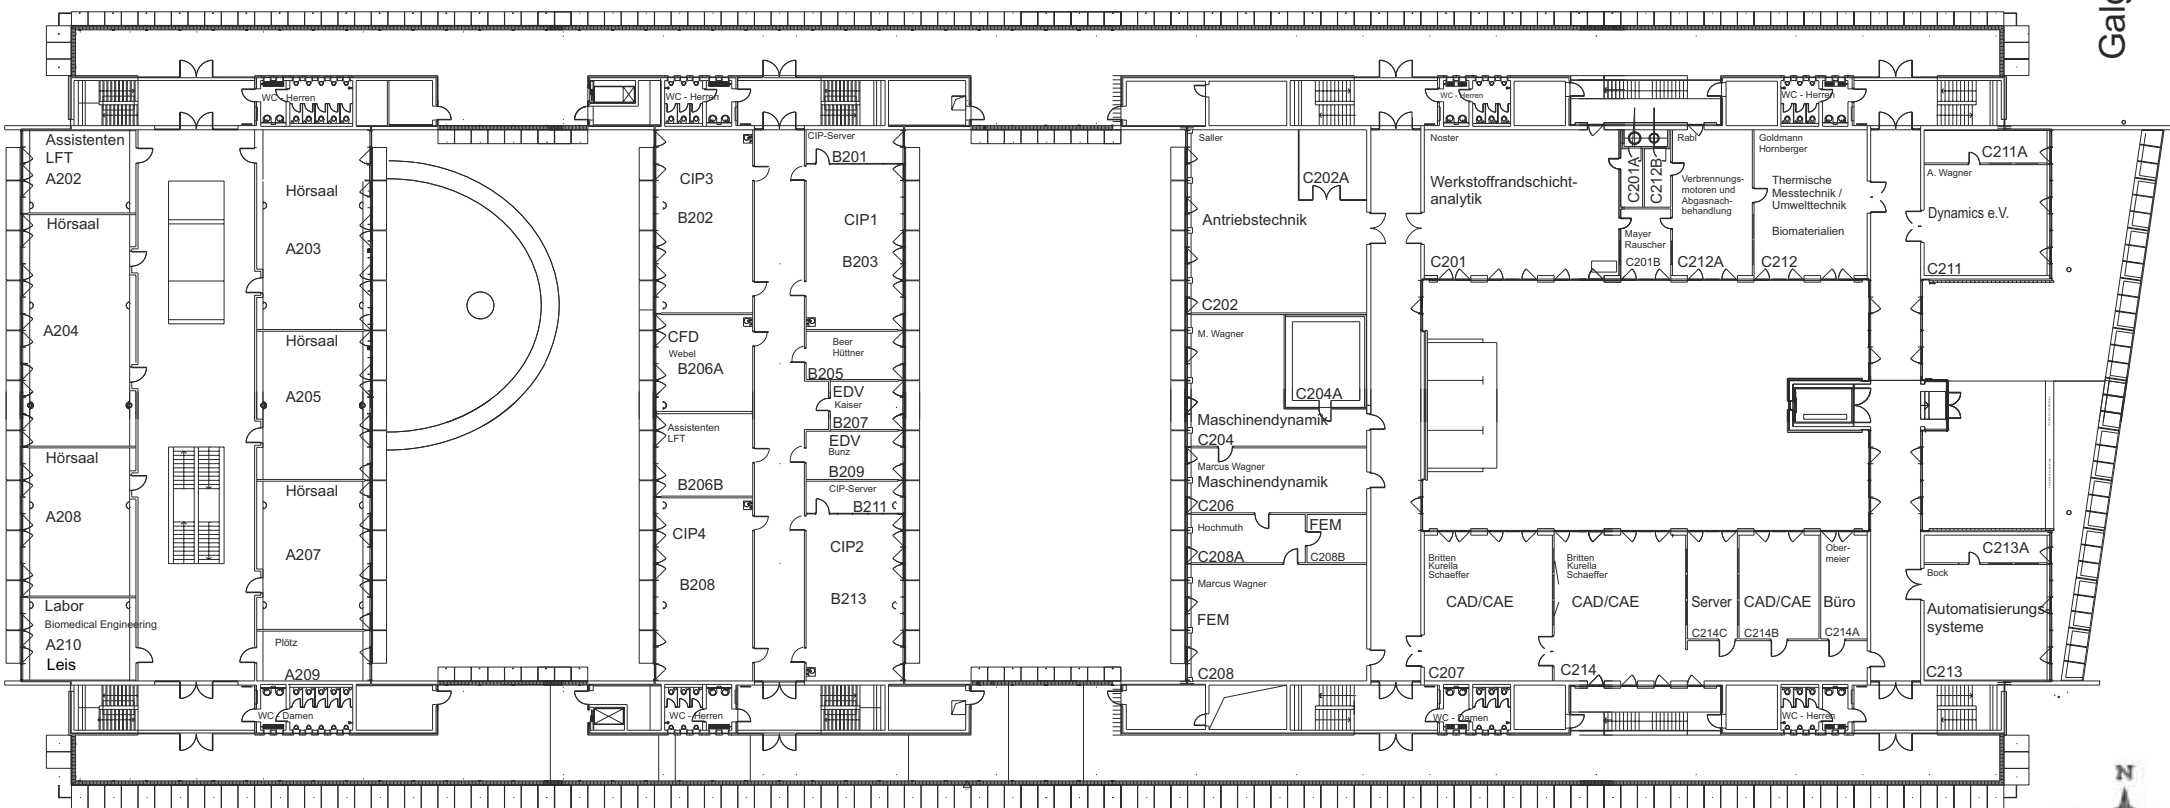 WC - Herren
WC - Herren
WC - Herren
WC - Herren
Assistenten
LFT
A202
Hörsaal
A204
Hörsaal
A208
Labor
Biomedical Engineering
A210
Leis
Hörsaal
A203
Hörsaal
A205
Hörsaal
A207
Plötz
A209
WC - Damen
CIP3
B202
CFD
Webel
B206A
Assistenten
LFT
B206B
CIP4
B208
WC - Herren
CIP-Server
B201
CIP1
B203
Beer
Hüttner
B205
EDV
Kaiser
B207
EDV
Bunz
B209
CIP-Server
B211
CIP2
B213
Saller
C202A
Antriebstechnik
C202
M. Wagner
C204A
Maschinendynamik
C204
Marcus Wagner
Maschinendynamik
C206
Hochmuth
C208A
FEM
C208B
Marcus Wagner
FEM
C208
Noster
Werkstoffrandschicht-
analytik
C201
C201A
C212B
Mayer
Rauscher
C201B
Rabl
Verbrennungs-
motoren und
Abgasnach-
behandlung
C212A
Goldmann
Hornberger
Thermische
Messtechnik /
Umwelttechnik
Biomaterialien
C212
C211A
A. Wagner
Dynamics e.V.
C211
Britten
Kurella
Schaeffer
CAD/CAE
C207
Britten
Kurella
Schaeffer
CAD/CAE
C214
Server
C214C
CAD/CAE
C214B
Ober-
meier
Büro
C214A
C213A
Bock
Automatisierungs-
systeme
C213
WC - Damen
WC - Herren
N